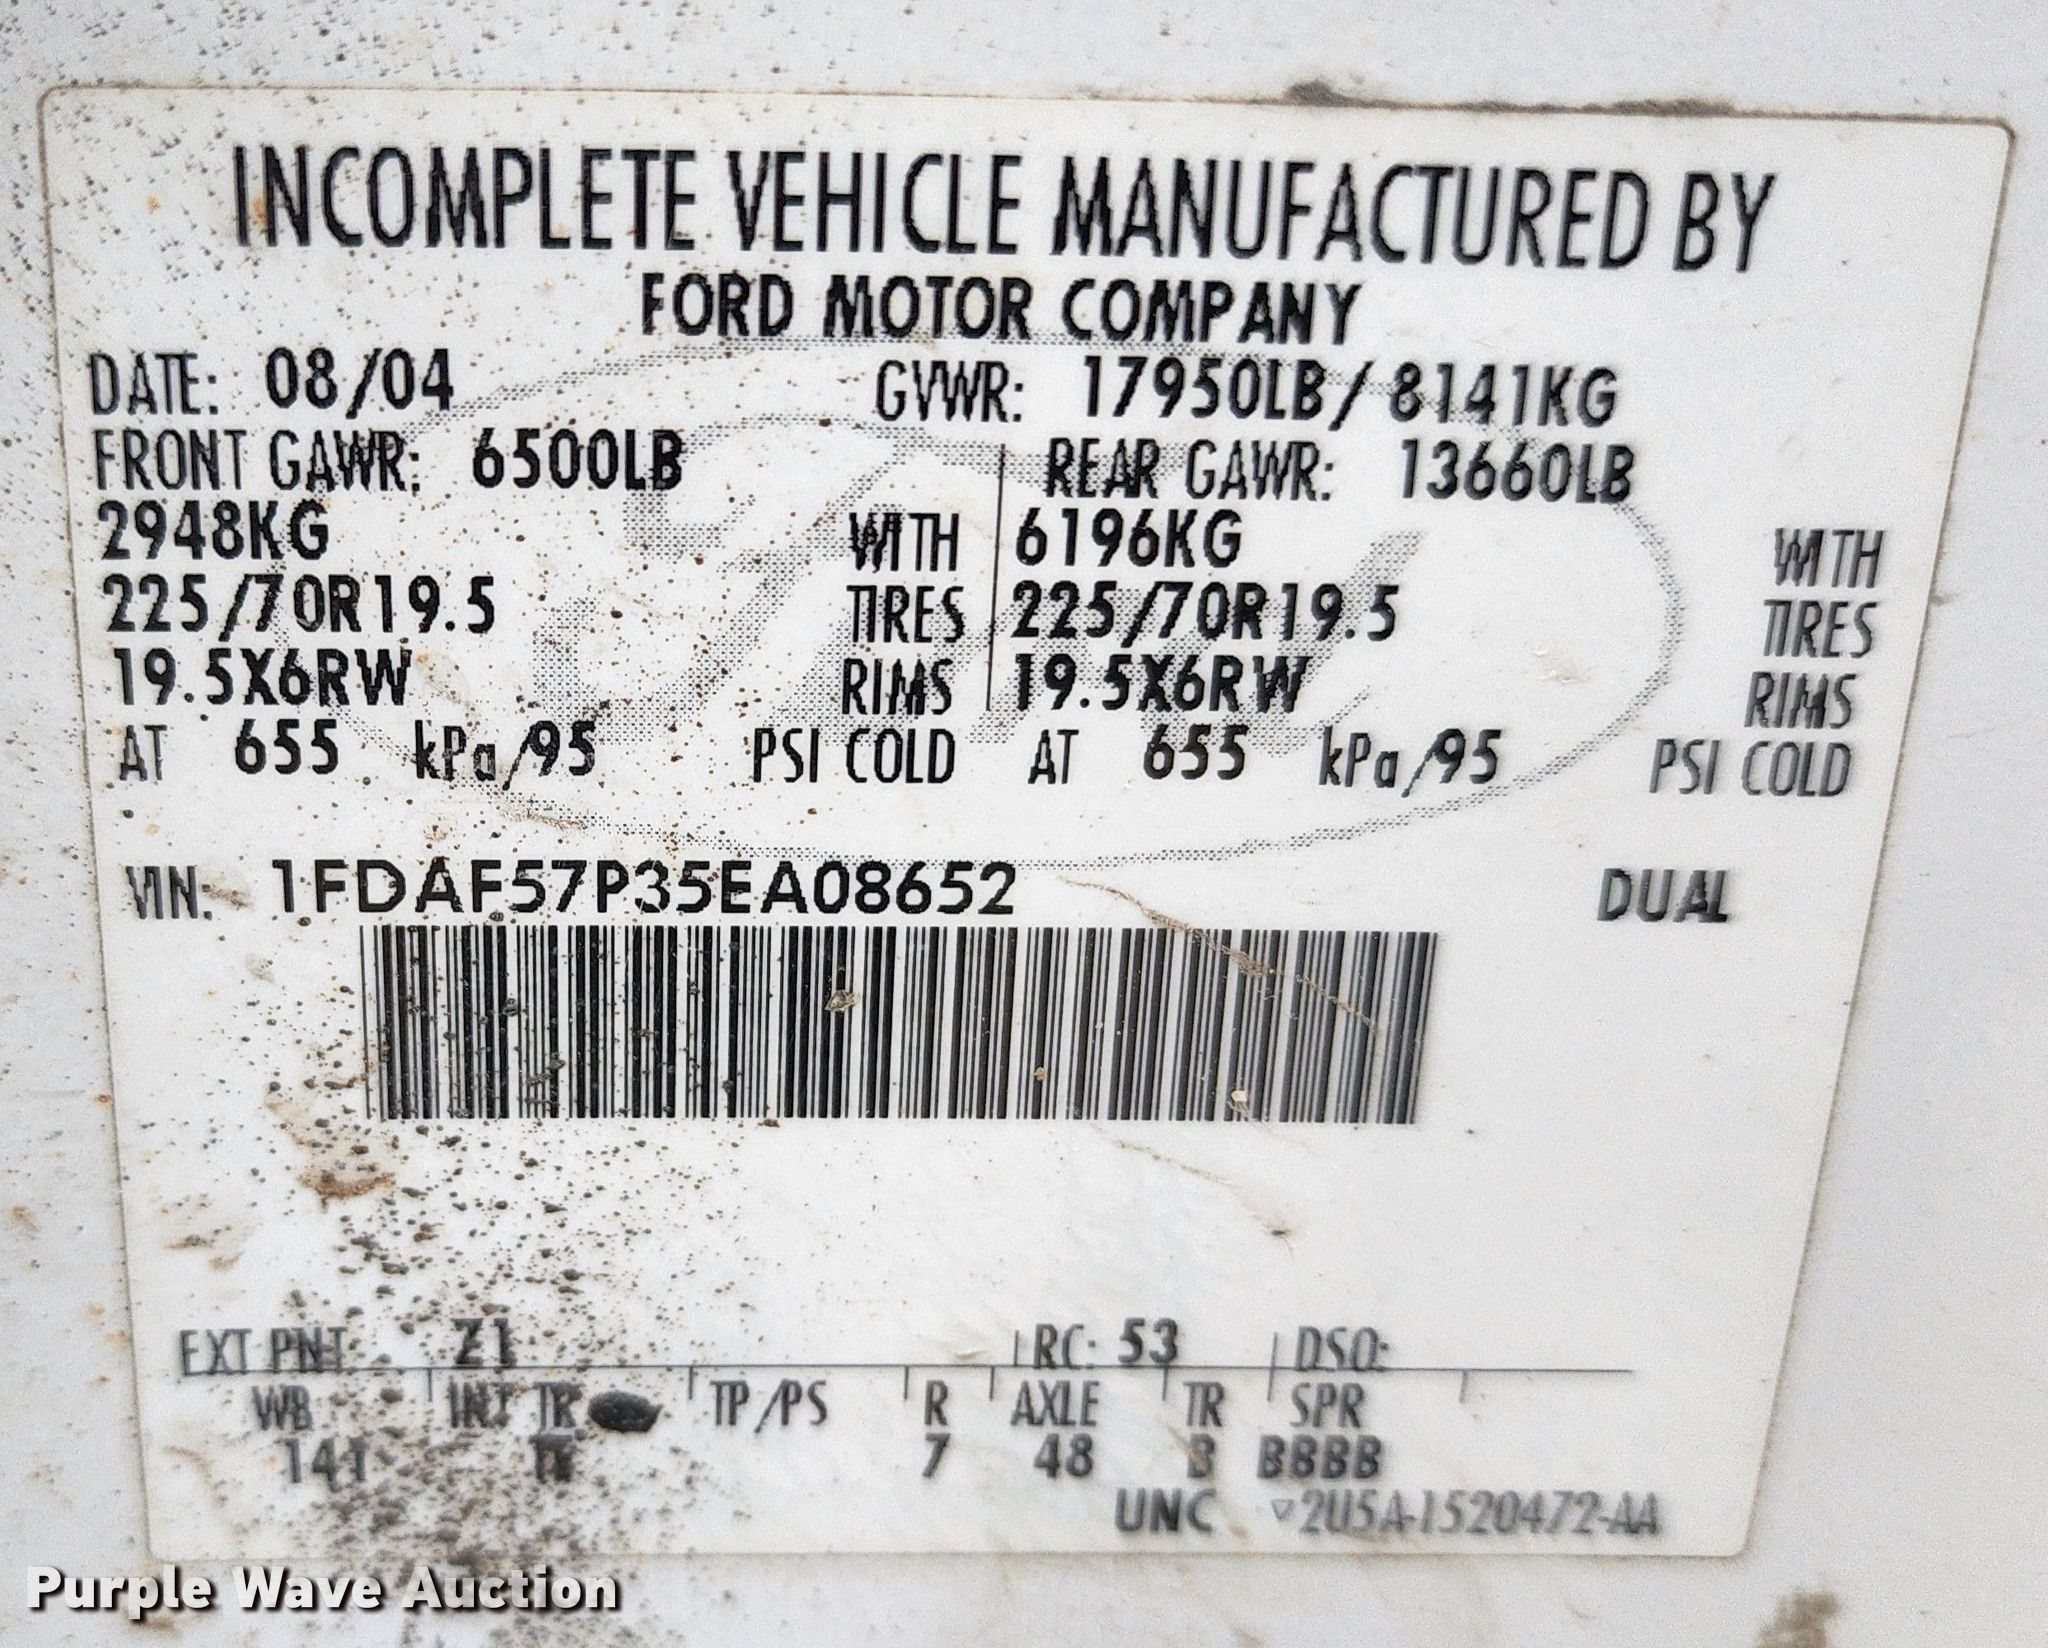 INCOMPLETE VEHICLE MANUFACTURED BY
FORD MOTOR COMPANY
DATE: 08/04 GVWR: 17950LB/8141KG
FRONT GAWR: 6500LB REAR GAWR: 13660LB
2948KG WITH 6196KG WITH
225/70R19.5 TIRES 225/70R19.5 TIRES
19.5X6RW RIMS 19.5X6RW RIMS
AT 655 kPa/95 PSI COLD AT 655 kPa/95 PSI COLD
VIN: 1FDAF57P35EA08652 DUAL
EXT PNT Z1 RC: 53 DSO:
WB INT TR TP/PS R AXLE TR SPR
141 7 48 B BBBB
UNC 2U5A-1520472-AA
Purple Wave Auction